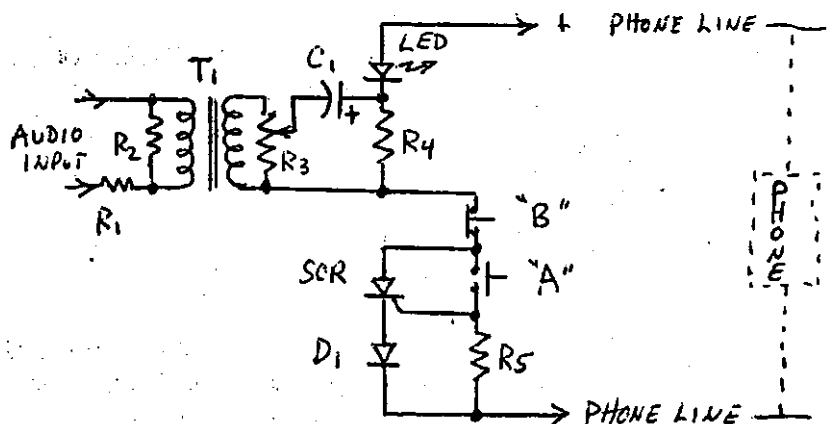 + PHONE LINE
LED
T1
C1
+
AUDIO
INPUT
R2
R3
R4
R1
"B"
PHONE
SCR
"A"
D1
R5
PHONE LINE